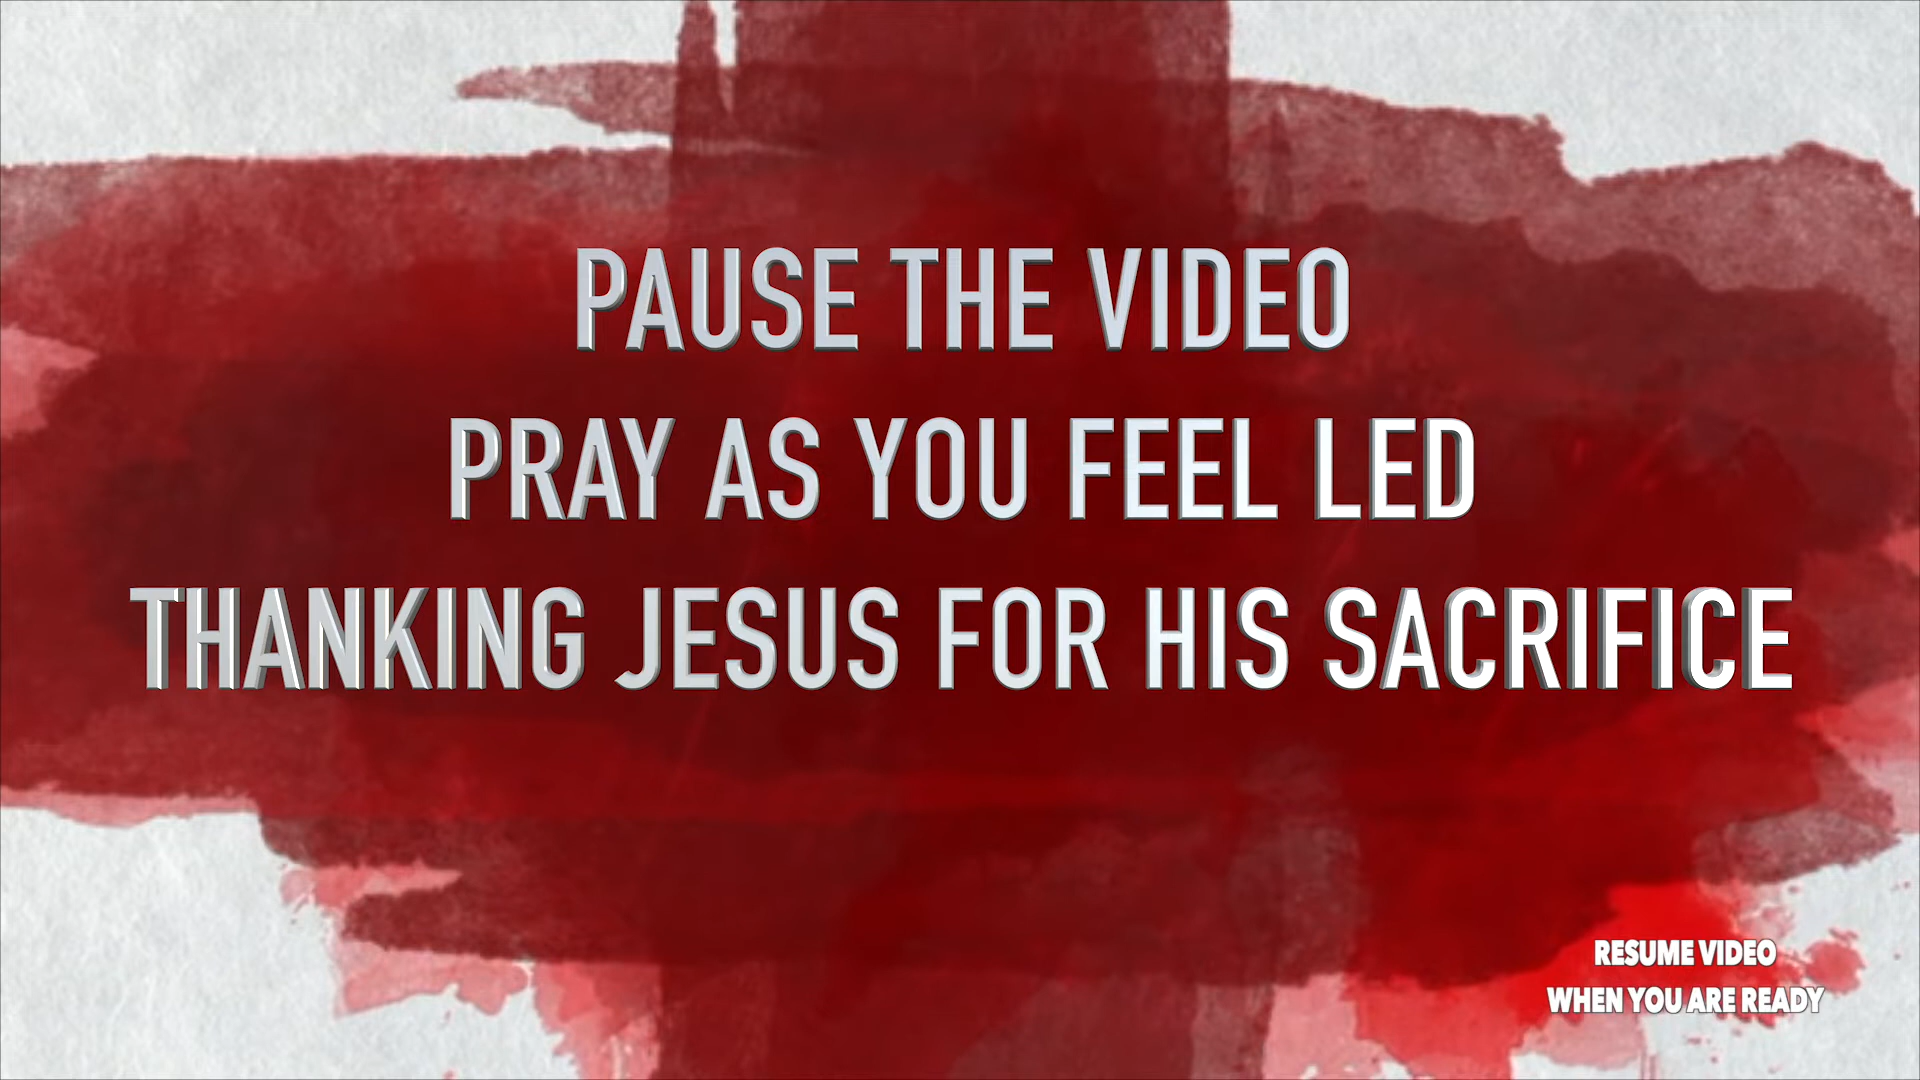 PAUSE THE VIDEO
PRAY AS YOU FEEL LED
THANKING JESUS FOR HIS SACRIFICE
RESUME VIDEO
WHEN YOU ARE READY